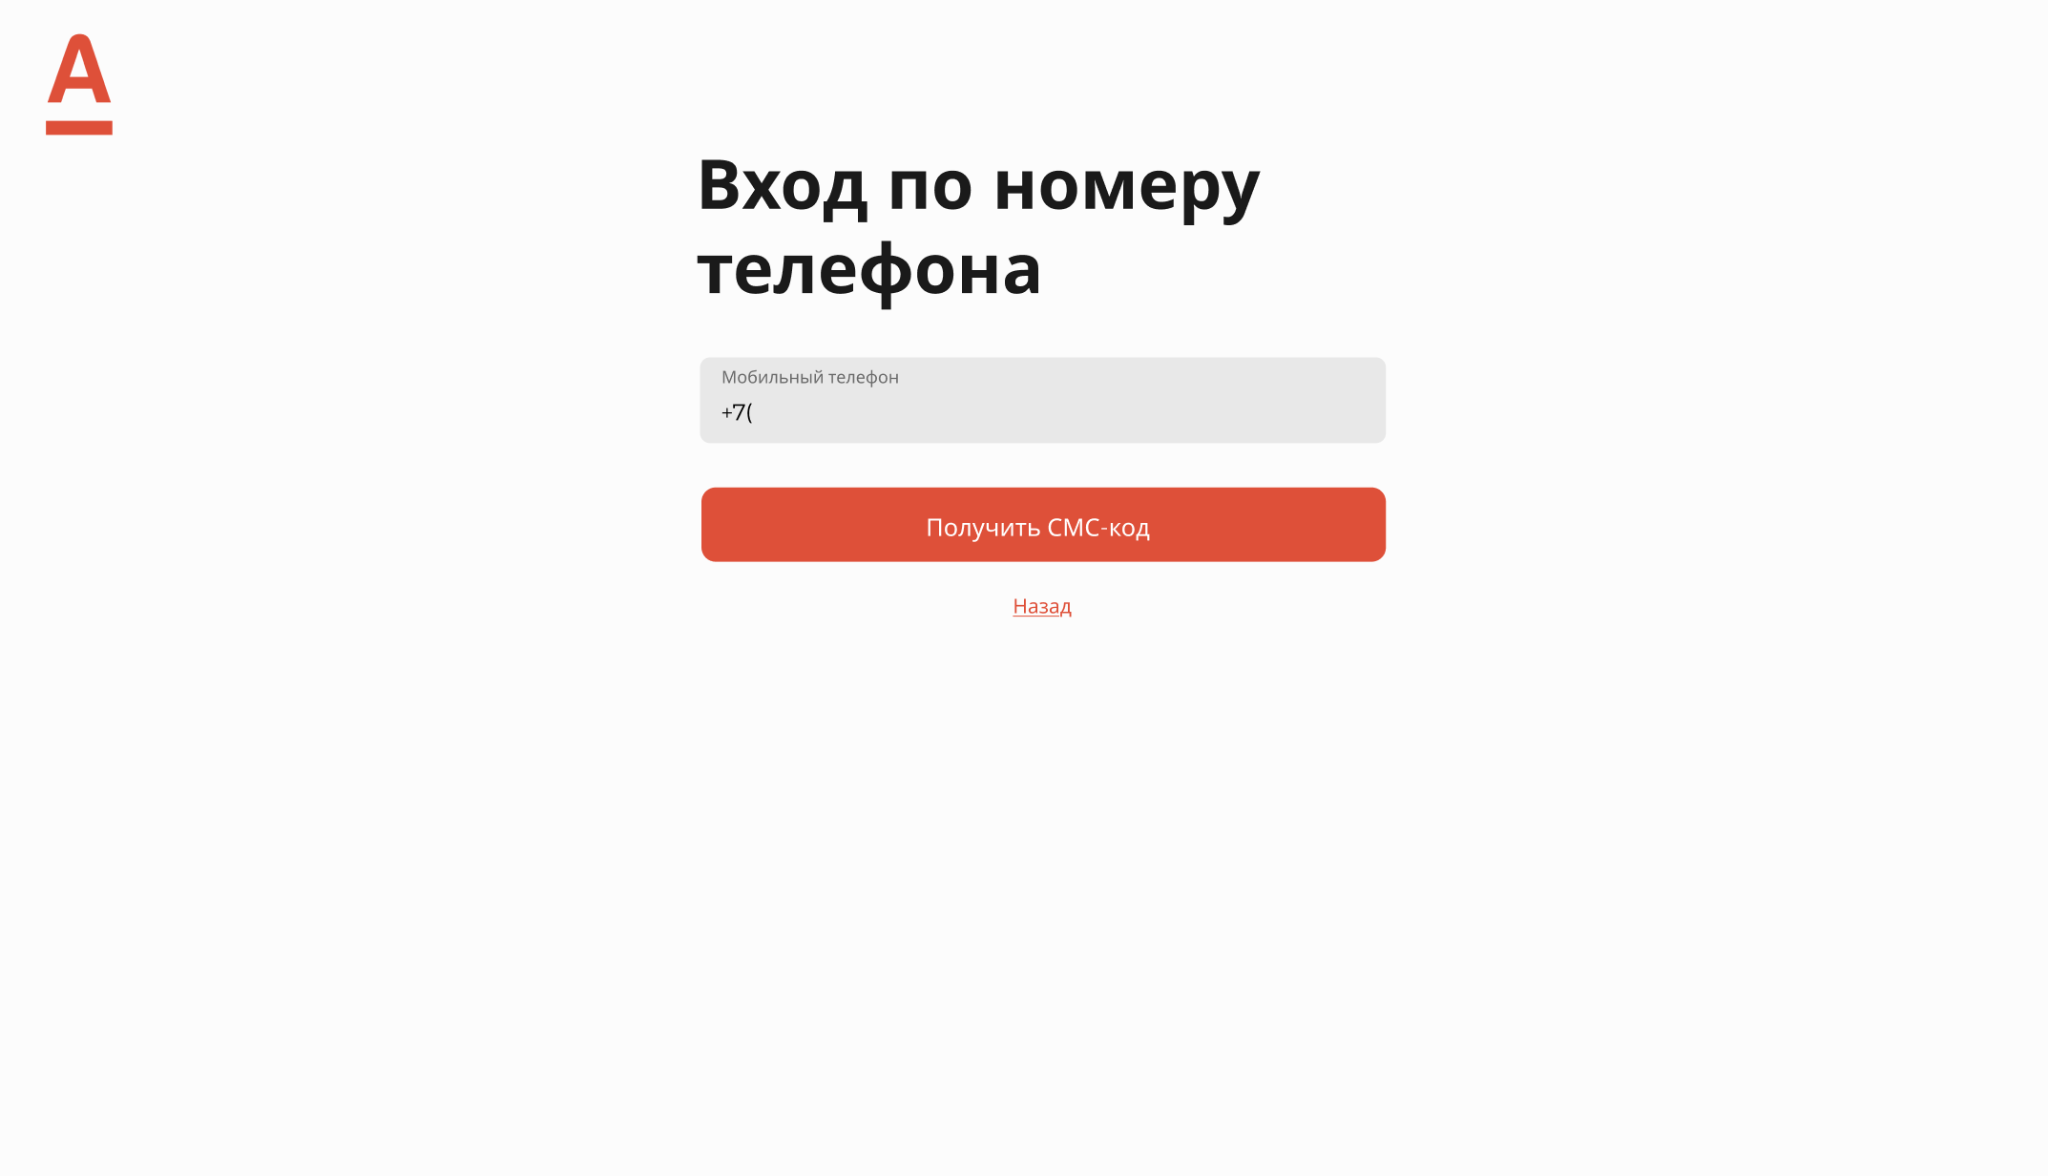 А
Вход по номеру
телефона
Мобильный телефон
+7(
Получить СМС-код
Назад